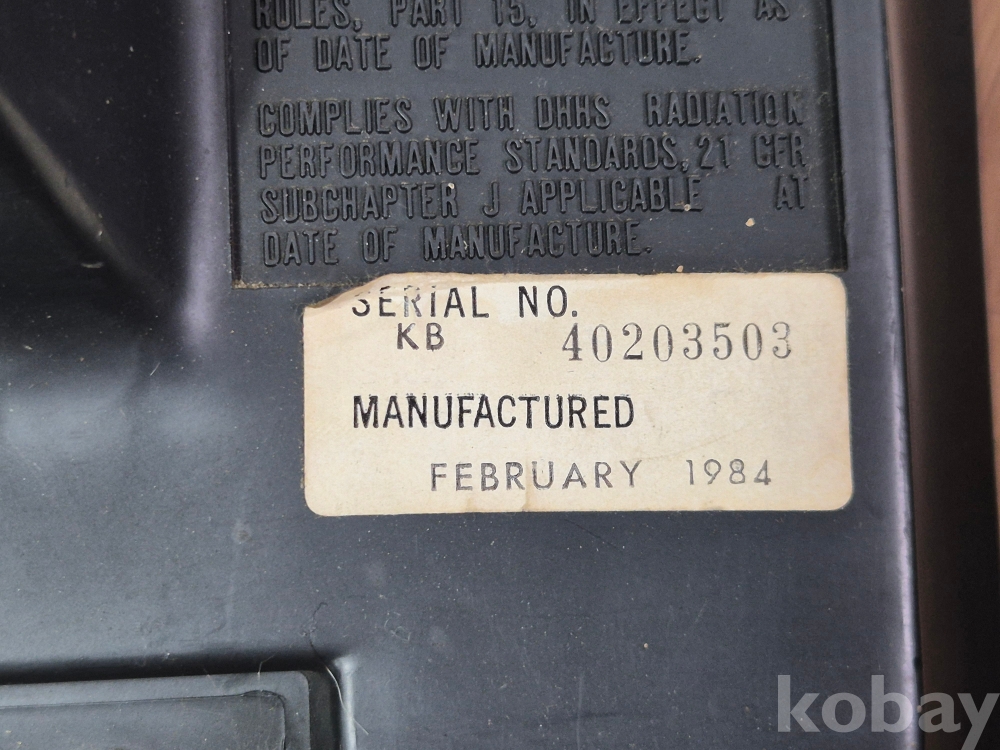 RULES, PART 15, IN EFFECT AS
OF DATE OF MANUFACTURE.
COMPLIES WITH DHHS RADIATION
PERFORMANCE STANDARDS, 21 CFR
SUBCHAPTER J APPLICABLE AT
DATE OF MANUFACTURE.
SERIAL NO.
KB 40203503
MANUFACTURED
FEBRUARY 1984
kobay